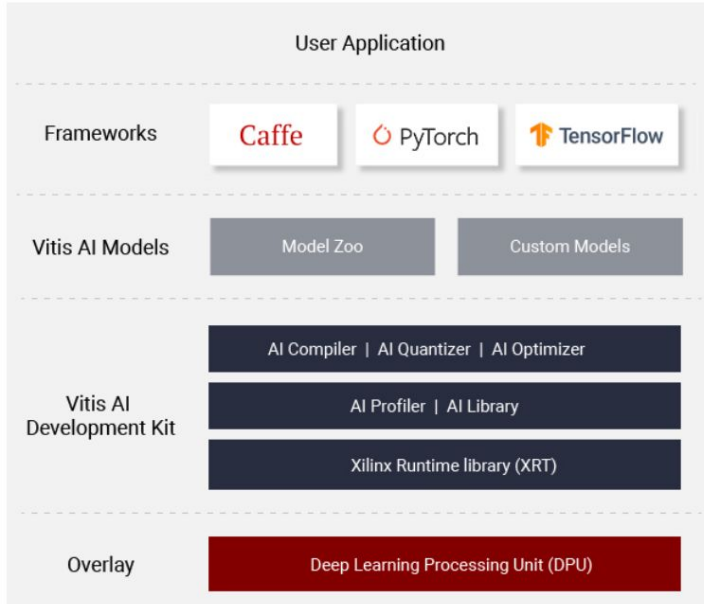 User Application
Frameworks
Caffe
PyTorch
TensorFlow
Vitis AI Models
Model Zoo
Custom Models
Vitis AI
Development Kit
AI Compiler | AI Quantizer | AI Optimizer
AI Profiler | AI Library
Xilinx Runtime library (XRT)
Overlay
Deep Learning Processing Unit (DPU)